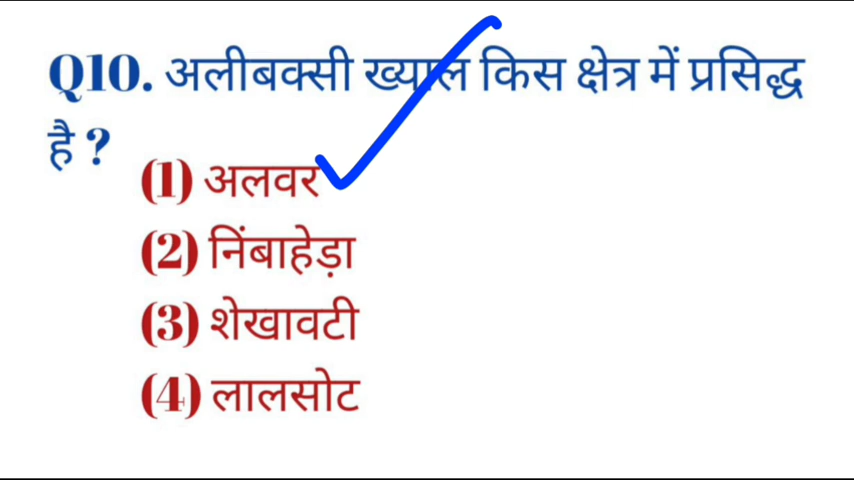 Q10. अलीबक्सी ख्याल किस क्षेत्र में प्रसिद्ध
है ?
(1) अलवर
(2) निंबाहेड़ा
(3) शेखावटी
(4) लालसोट